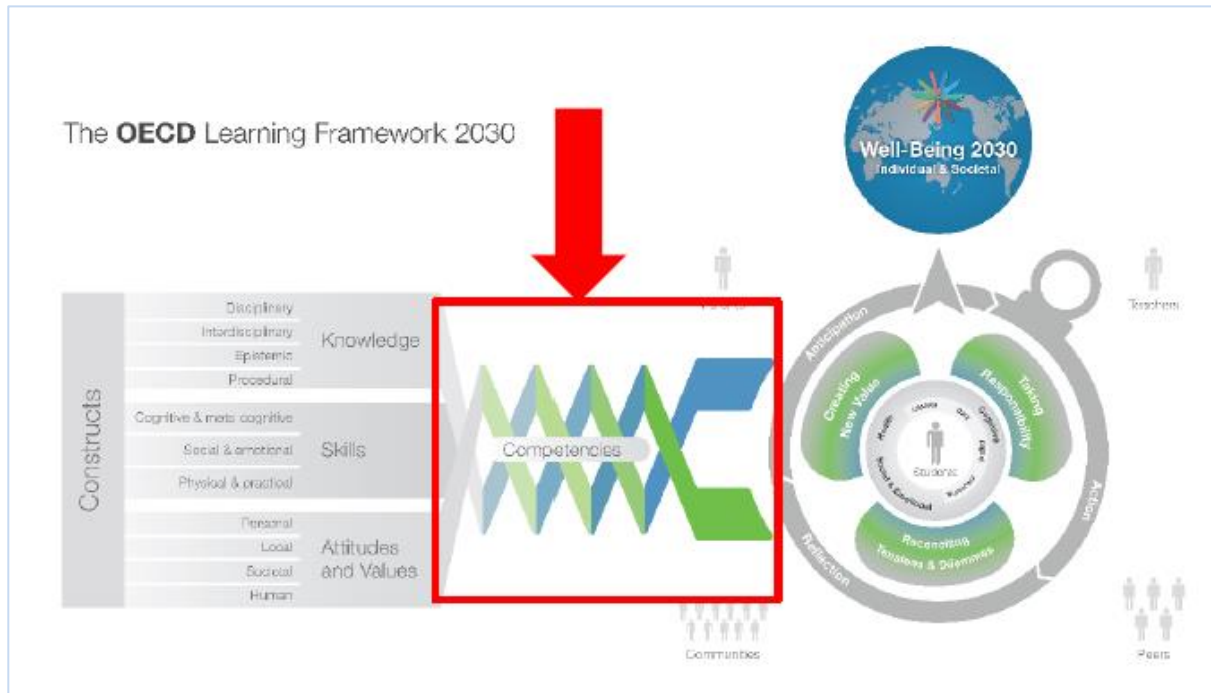 The OECD Learning Framework 2030
Well-Being 2030
Individual & Societal
Constructs
Disciplinary
Interdisciplinary
Epistemic
Procedural
Knowledge
Cognitive & meta cognitive
Social & emotional
Physical & practical
Skills
Personal
Local
Societal
Human
Attitudes
and Values
Competencies
Teachers
Anticipation
Action
Reflection
Creating
New Value
Taking
Responsibility
Reconciling
Tensions & Dilemmas
Students
Social & Emotional
Communities
Peers